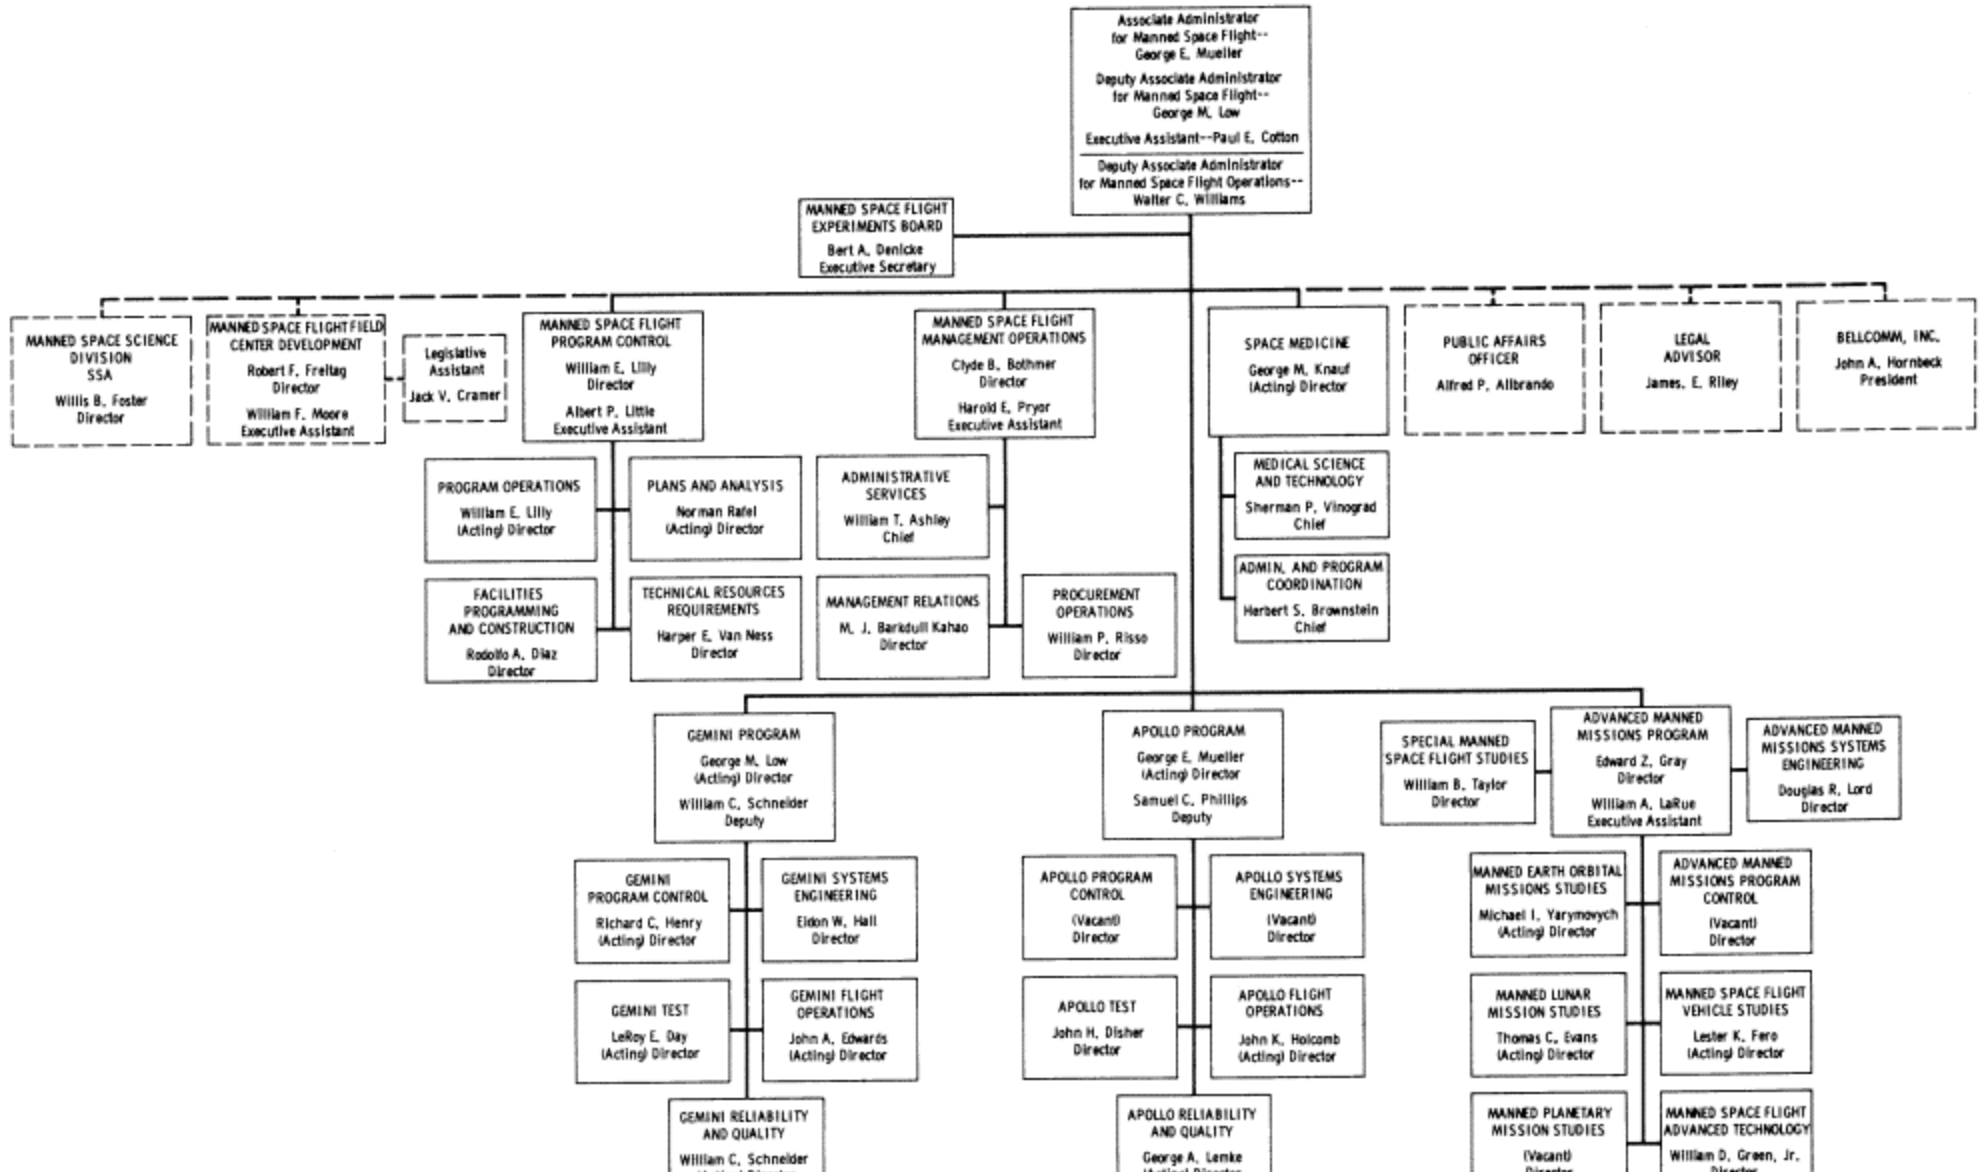 Associate Administrator
for Manned Space Flight--
George E. Mueller
Deputy Associate Administrator
for Manned Space Flight--
George M. Low
Executive Assistant--Paul E. Cotton
Deputy Associate Administrator
for Manned Space Flight Operations--
Walter C. Williams
MANNED SPACE FLIGHT
EXPERIMENTS BOARD
Bert A. Denicke
Executive Secretary
MANNED SPACE SCIENCE
DIVISION
SSA
Willis B. Foster
Director
MANNED SPACE FLIGHT FIELD
CENTER DEVELOPMENT
Robert F. Freitag
Director
William F. Moore
Executive Assistant
Legislative
Assistant
Jack V. Cramer
MANNED SPACE FLIGHT
PROGRAM CONTROL
William E. Lilly
Director
Albert P. Little
Executive Assistant
MANNED SPACE FLIGHT
MANAGEMENT OPERATIONS
Clyde B. Bothmer
Director
Harold E. Pryor
Executive Assistant
SPACE MEDICINE
George M. Knauf
(Acting) Director
PUBLIC AFFAIRS
OFFICER
Alfred P. Alibrando
LEGAL
ADVISOR
James. E. Riley
BELLCOMM, INC.
John A. Hornbeck
President
PROGRAM OPERATIONS
William E. Lilly
(Acting) Director
PLANS AND ANALYSIS
Norman Rafel
(Acting) Director
ADMINISTRATIVE
SERVICES
William T. Ashley
Chief
MEDICAL SCIENCE
AND TECHNOLOGY
Sherman P. Vinograd
Chief
FACILITIES
PROGRAMMING
AND CONSTRUCTION
Rodolfo A. Diaz
Director
TECHNICAL RESOURCES
REQUIREMENTS
Harper E. Van Ness
Director
MANAGEMENT RELATIONS
M. J. Barkdull Kahao
Director
PROCUREMENT
OPERATIONS
William P. Risso
Director
ADMIN. AND PROGRAM
COORDINATION
Herbert S. Brownstein
Chief
GEMINI PROGRAM
George M. Low
(Acting) Director
William C. Schneider
Deputy
APOLLO PROGRAM
George E. Mueller
(Acting) Director
Samuel C. Phillips
Deputy
SPECIAL MANNED
SPACE FLIGHT STUDIES
William B. Taylor
Director
ADVANCED MANNED
MISSIONS PROGRAM
Edward Z. Gray
Director
William A. LaRue
Executive Assistant
ADVANCED MANNED
MISSIONS SYSTEMS
ENGINEERING
Douglas R. Lord
Director
GEMINI
PROGRAM CONTROL
Richard C. Henry
(Acting) Director
GEMINI SYSTEMS
ENGINEERING
Eldon W. Hall
Director
APOLLO PROGRAM
CONTROL
(Vacant)
Director
APOLLO SYSTEMS
ENGINEERING
(Vacant)
Director
MANNED EARTH ORBITAL
MISSIONS STUDIES
Michael I. Yarymovych
(Acting) Director
ADVANCED MANNED
MISSIONS PROGRAM
CONTROL
(Vacant)
Director
GEMINI TEST
LeRoy E. Day
(Acting) Director
GEMINI FLIGHT
OPERATIONS
John A. Edwards
(Acting) Director
APOLLO TEST
John H. Disher
Director
APOLLO FLIGHT
OPERATIONS
John K. Holcomb
(Acting) Director
MANNED LUNAR
MISSION STUDIES
Thomas C. Evans
(Acting) Director
MANNED SPACE FLIGHT
VEHICLE STUDIES
Lester K. Fero
(Acting) Director
GEMINI RELIABILITY
AND QUALITY
William C. Schneider
APOLLO RELIABILITY
AND QUALITY
George A. Lemke
MANNED PLANETARY
MISSION STUDIES
(Vacant)
MANNED SPACE FLIGHT
ADVANCED TECHNOLOGY
William D. Green, Jr.